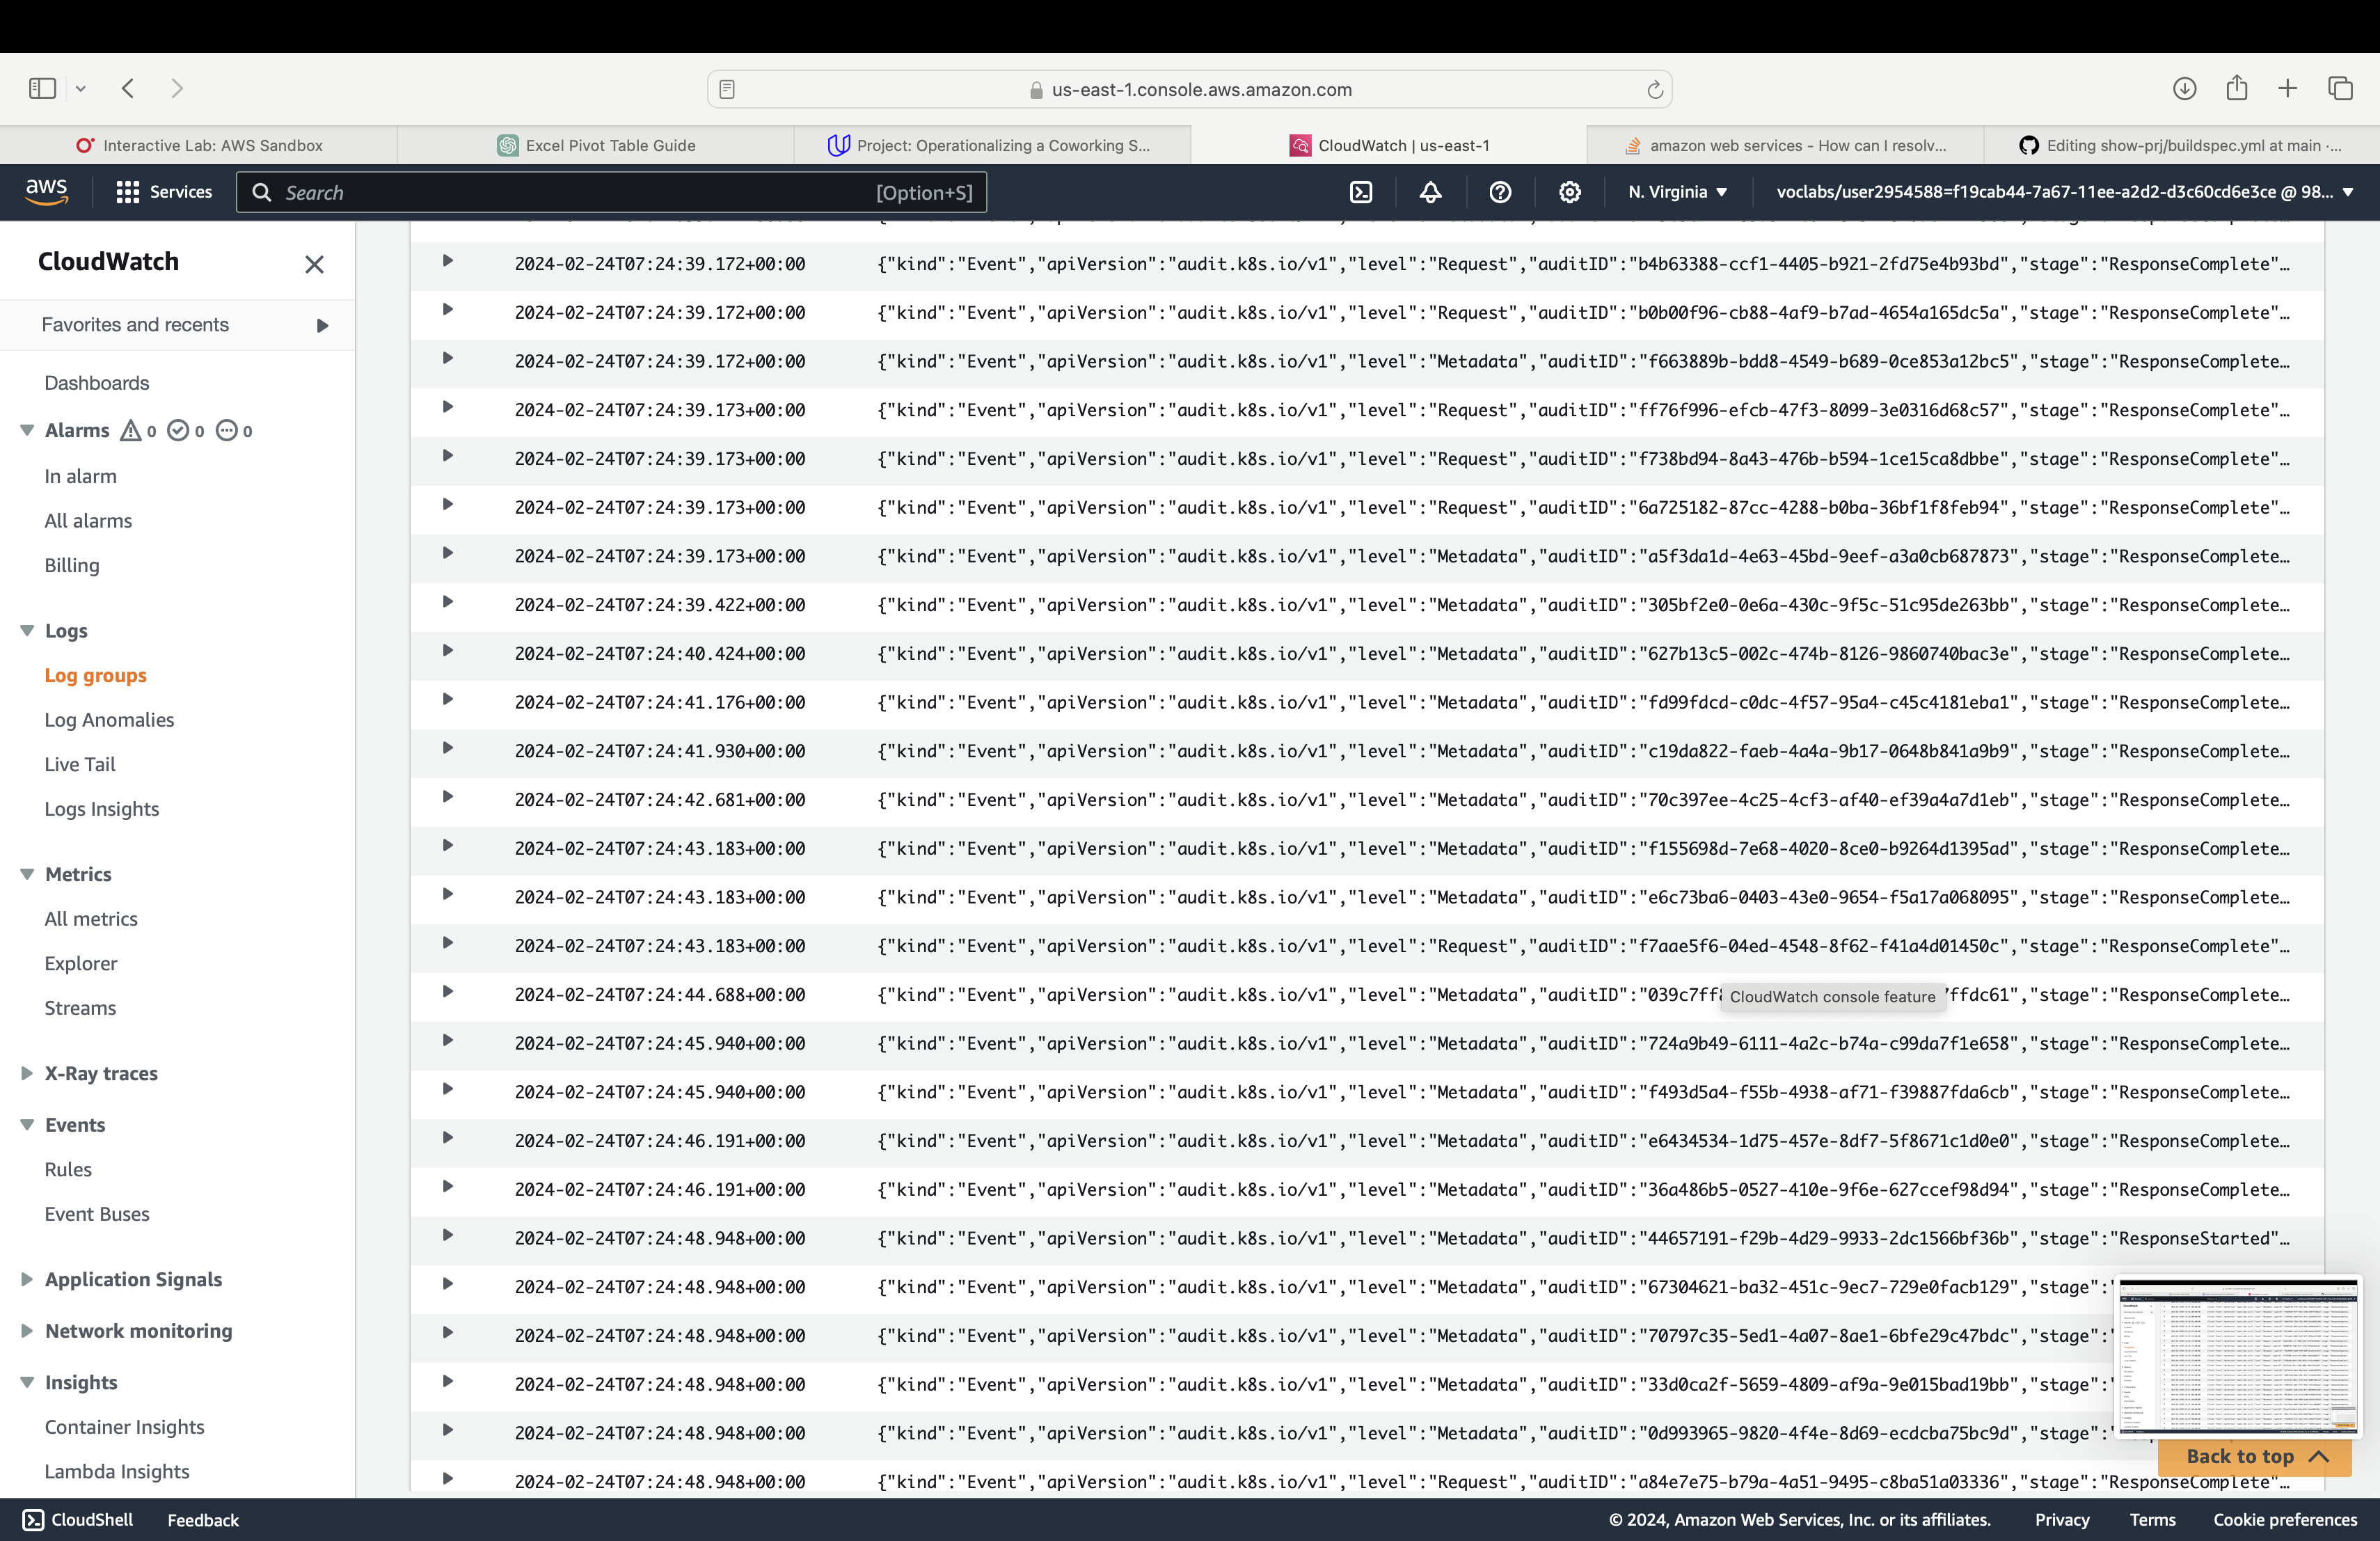 us-east-1.console.aws.amazon.com
Interactive Lab: AWS Sandbox
Excel Pivot Table Guide
Project: Operationalizing a Coworking S...
CloudWatch | us-east-1
amazon web services - How can I resolv...
Editing show-prj/buildspec.yml at main ·...
aws
Services
Search
[Option+S]
N. Virginia
voclabs/user2954588=f19cab44-7a67-11ee-a2d2-d3c60cd6e3ce @ 98...
CloudWatch
Favorites and recents
Dashboards
Alarms 0 0 0
In alarm
All alarms
Billing
Logs
Log groups
Log Anomalies
Live Tail
Logs Insights
Metrics
All metrics
Explorer
Streams
X-Ray traces
Events
Rules
Event Buses
Application Signals
Network monitoring
Insights
Container Insights
Lambda Insights
2024-02-24T07:24:39.172+00:00 {"kind":"Event","apiVersion":"audit.k8s.io/v1","level":"Request","auditID":"b4b63388-ccf1-4405-b921-2fd75e4b93bd","stage":"ResponseComplete"…
2024-02-24T07:24:39.172+00:00 {"kind":"Event","apiVersion":"audit.k8s.io/v1","level":"Request","auditID":"b0b00f96-cb88-4af9-b7ad-4654a165dc5a","stage":"ResponseComplete"…
2024-02-24T07:24:39.172+00:00 {"kind":"Event","apiVersion":"audit.k8s.io/v1","level":"Metadata","auditID":"f663889b-bdd8-4549-b689-0ce853a12bc5","stage":"ResponseComplete…
2024-02-24T07:24:39.173+00:00 {"kind":"Event","apiVersion":"audit.k8s.io/v1","level":"Request","auditID":"ff76f996-efcb-47f3-8099-3e0316d68c57","stage":"ResponseComplete"…
2024-02-24T07:24:39.173+00:00 {"kind":"Event","apiVersion":"audit.k8s.io/v1","level":"Request","auditID":"f738bd94-8a43-476b-b594-1ce15ca8dbbe","stage":"ResponseComplete"…
2024-02-24T07:24:39.173+00:00 {"kind":"Event","apiVersion":"audit.k8s.io/v1","level":"Request","auditID":"6a725182-87cc-4288-b0ba-36bf1f8feb94","stage":"ResponseComplete"…
2024-02-24T07:24:39.173+00:00 {"kind":"Event","apiVersion":"audit.k8s.io/v1","level":"Metadata","auditID":"a5f3da1d-4e63-45bd-9eef-a3a0cb687873","stage":"ResponseComplete…
2024-02-24T07:24:39.422+00:00 {"kind":"Event","apiVersion":"audit.k8s.io/v1","level":"Metadata","auditID":"305bf2e0-0e6a-430c-9f5c-51c95de263bb","stage":"ResponseComplete…
2024-02-24T07:24:40.424+00:00 {"kind":"Event","apiVersion":"audit.k8s.io/v1","level":"Metadata","auditID":"627b13c5-002c-474b-8126-9860740bac3e","stage":"ResponseComplete…
2024-02-24T07:24:41.176+00:00 {"kind":"Event","apiVersion":"audit.k8s.io/v1","level":"Metadata","auditID":"fd99fdcd-c0dc-4f57-95a4-c45c4181eba1","stage":"ResponseComplete…
2024-02-24T07:24:41.930+00:00 {"kind":"Event","apiVersion":"audit.k8s.io/v1","level":"Metadata","auditID":"c19da822-faeb-4a4a-9b17-0648b841a9b9","stage":"ResponseComplete…
2024-02-24T07:24:42.681+00:00 {"kind":"Event","apiVersion":"audit.k8s.io/v1","level":"Metadata","auditID":"70c397ee-4c25-4cf3-af40-ef39a4a7d1eb","stage":"ResponseComplete…
2024-02-24T07:24:43.183+00:00 {"kind":"Event","apiVersion":"audit.k8s.io/v1","level":"Metadata","auditID":"f155698d-7e68-4020-8ce0-b9264d1395ad","stage":"ResponseComplete…
2024-02-24T07:24:43.183+00:00 {"kind":"Event","apiVersion":"audit.k8s.io/v1","level":"Metadata","auditID":"e6c73ba6-0403-43e0-9654-f5a17a068095","stage":"ResponseComplete…
2024-02-24T07:24:43.183+00:00 {"kind":"Event","apiVersion":"audit.k8s.io/v1","level":"Request","auditID":"f7aae5f6-04ed-4548-8f62-f41a4d01450c","stage":"ResponseComplete"…
2024-02-24T07:24:44.688+00:00 {"kind":"Event","apiVersion":"audit.k8s.io/v1","level":"Metadata","auditID":"039c7ff CloudWatch console feature ffdc61","stage":"ResponseComplete…
2024-02-24T07:24:45.940+00:00 {"kind":"Event","apiVersion":"audit.k8s.io/v1","level":"Metadata","auditID":"724a9b49-6111-4a2c-b74a-c99da7f1e658","stage":"ResponseComplete…
2024-02-24T07:24:45.940+00:00 {"kind":"Event","apiVersion":"audit.k8s.io/v1","level":"Metadata","auditID":"f493d5a4-f55b-4938-af71-f39887fda6cb","stage":"ResponseComplete…
2024-02-24T07:24:46.191+00:00 {"kind":"Event","apiVersion":"audit.k8s.io/v1","level":"Metadata","auditID":"e6434534-1d75-457e-8df7-5f8671c1d0e0","stage":"ResponseComplete…
2024-02-24T07:24:46.191+00:00 {"kind":"Event","apiVersion":"audit.k8s.io/v1","level":"Metadata","auditID":"36a486b5-0527-410e-9f6e-627ccef98d94","stage":"ResponseComplete…
2024-02-24T07:24:48.948+00:00 {"kind":"Event","apiVersion":"audit.k8s.io/v1","level":"Metadata","auditID":"44657191-f29b-4d29-9933-2dc1566bf36b","stage":"ResponseStarted"…
2024-02-24T07:24:48.948+00:00 {"kind":"Event","apiVersion":"audit.k8s.io/v1","level":"Metadata","auditID":"67304621-ba32-451c-9ec7-729e0facb129","stage":
2024-02-24T07:24:48.948+00:00 {"kind":"Event","apiVersion":"audit.k8s.io/v1","level":"Metadata","auditID":"70797c35-5ed1-4a07-8ae1-6bfe29c47bdc","stage":
2024-02-24T07:24:48.948+00:00 {"kind":"Event","apiVersion":"audit.k8s.io/v1","level":"Metadata","auditID":"33d0ca2f-5659-4809-af9a-9e015bad19bb","stage":
2024-02-24T07:24:48.948+00:00 {"kind":"Event","apiVersion":"audit.k8s.io/v1","level":"Metadata","auditID":"0d993965-9820-4f4e-8d69-ecdcba75bc9d","stage":
2024-02-24T07:24:48.948+00:00 {"kind":"Event","apiVersion":"audit.k8s.io/v1","level":"Request","auditID":"a84e7e75-b79a-4a51-9495-c8ba51a03336","stage":"ResponseComplete"…
Back to top
CloudShell
Feedback
© 2024, Amazon Web Services, Inc. or its affiliates.
Privacy
Terms
Cookie preferences